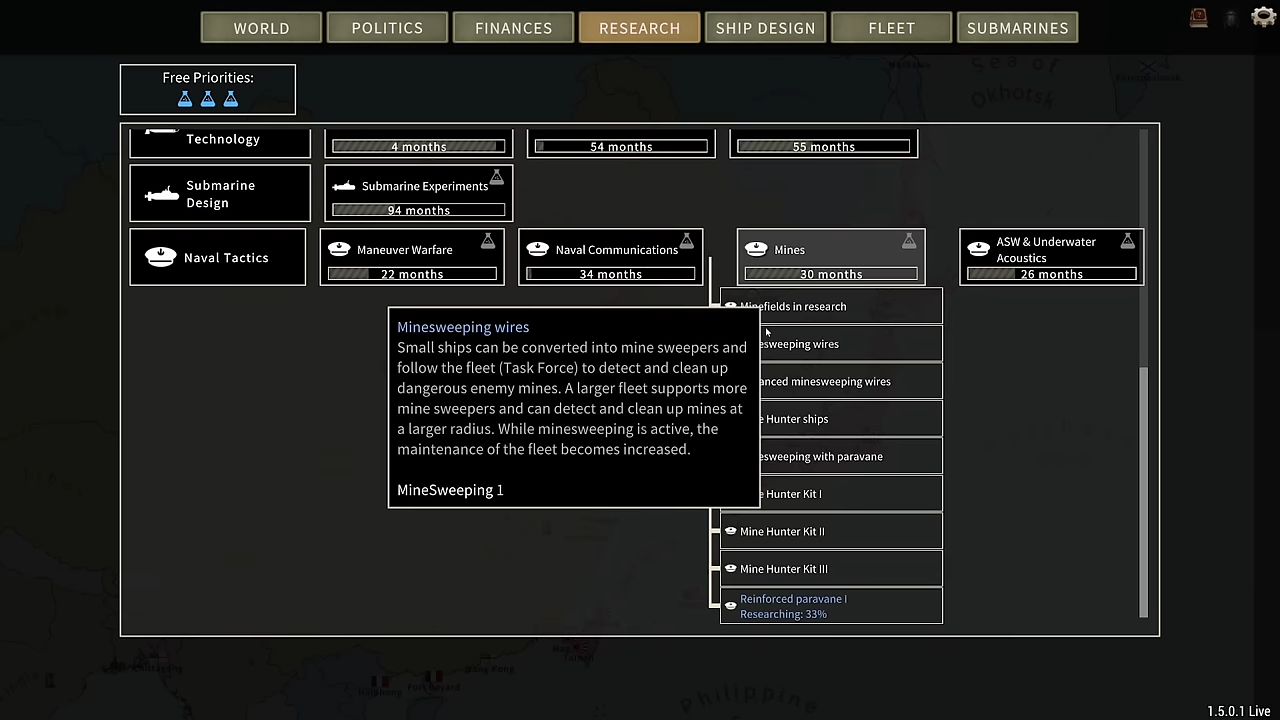 WORLD
POLITICS
FINANCES
RESEARCH
SHIP DESIGN
FLEET
SUBMARINES
Free Priorities:
Technology
4 months
54 months
55 months
Submarine
Design
Submarine Experiments
94 months
Naval Tactics
Maneuver Warfare
22 months
Naval Communications
34 months
Mines
30 months
ASW & Underwater
Acoustics
26 months
Minefields in research
esweeping wires
anced minesweeping wires
e Hunter ships
esweeping with paravane
e Hunter Kit I
Mine Hunter Kit II
Mine Hunter Kit III
Reinforced paravane I
Researching: 33%
Minesweeping wires
Small ships can be converted into mine sweepers and
follow the fleet (Task Force) to detect and clean up
dangerous enemy mines. A larger fleet supports more
mine sweepers and can detect and clean up mines at
a larger radius. While minesweeping is active, the
maintenance of the fleet becomes increased.
MineSweeping 1
Sea of
Okhotsk
Philippine
1.5.0.1 Live